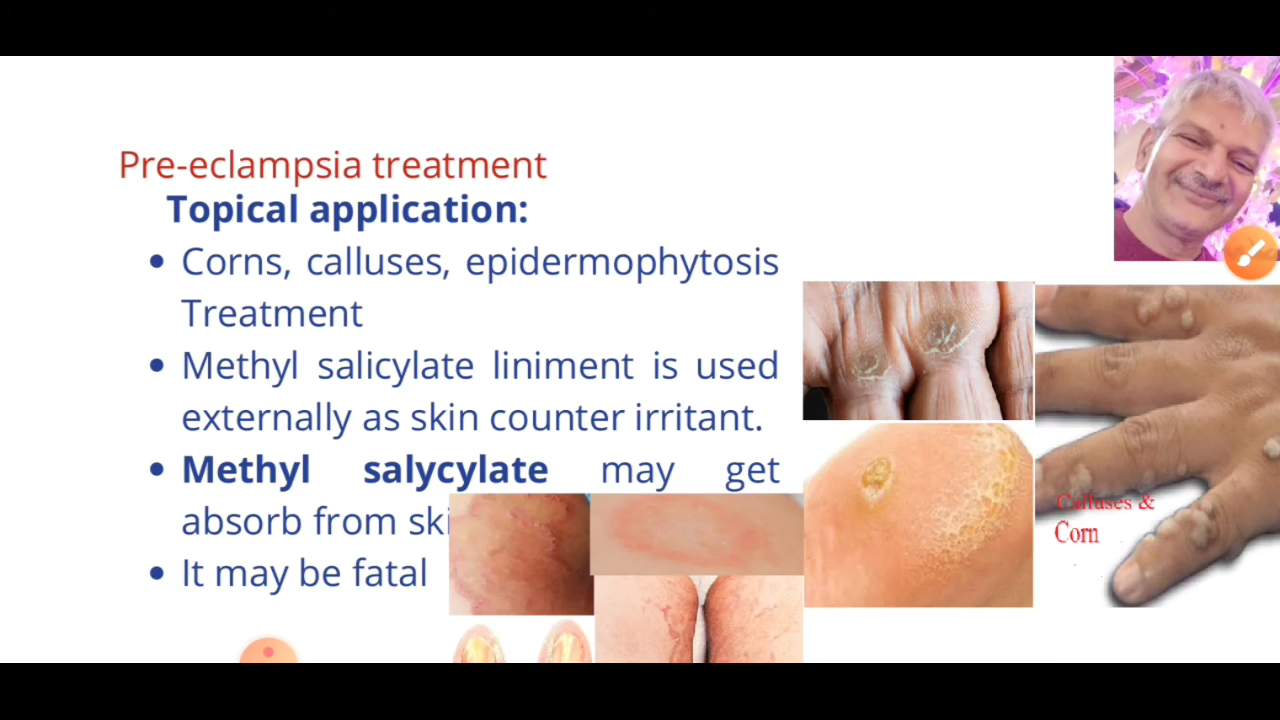 Pre-eclampsia treatment
Topical application:
• Corns, calluses, epidermophytosis
Treatment
• Methyl salicylate liniment is used
externally as skin counter irritant.
• Methyl salycylate may get
absorb from
• It may be fatal
Calluses &
Corn